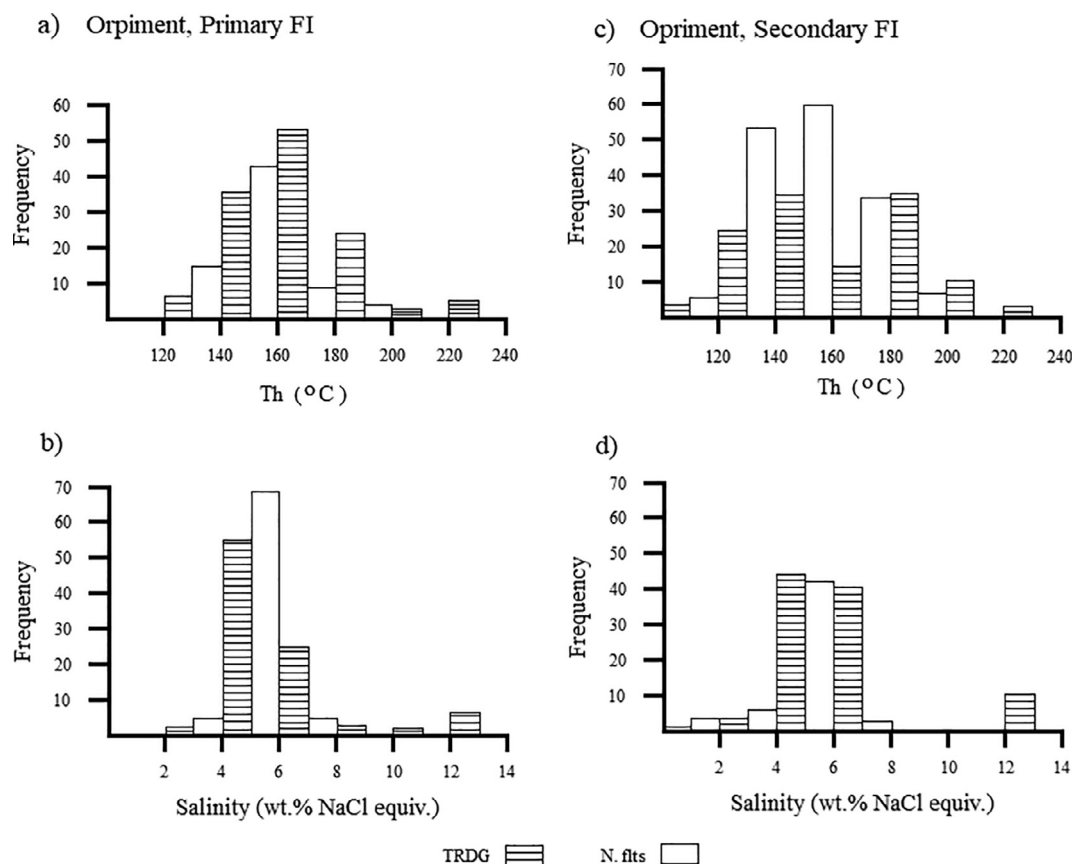 a) Orpiment, Primary FI
60
50
40
30
20
10
Frequency
120 140 160 180 200 220 240
Th (°C)
b)
70
60
50
40
30
20
10
Frequency
2 4 6 8 10 12 14
Salinity (wt.% NaCl equiv.)
c) Opriment, Secondary FI
70
60
50
40
30
20
10
Frequency
120 140 160 180 200 220 240
Th (°C)
d)
70
60
50
40
30
20
10
Frequency
2 4 6 8 10 12 14
Salinity (wt.% NaCl equiv.)
TRDG N. flts